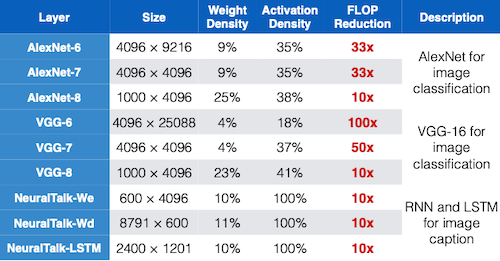 Layer Size Weight Density Activation Density FLOP Reduction Description
AlexNet-6 4096 × 9216 9% 35% 33x
AlexNet-7 4096 × 4096 9% 35% 33x
AlexNet-8 1000 × 4096 25% 38% 10x
AlexNet for
image
classification
VGG-6 4096 × 25088 4% 18% 100x
VGG-7 4096 × 4096 4% 37% 50x
VGG-8 1000 × 4096 23% 41% 10x
VGG-16 for
image
classification
NeuralTalk-We 600 × 4096 10% 100% 10x
NeuralTalk-Wd 8791 × 600 11% 100% 10x
NeuralTalk-LSTM 2400 × 1201 10% 100% 10x
RNN and LSTM
for image
caption